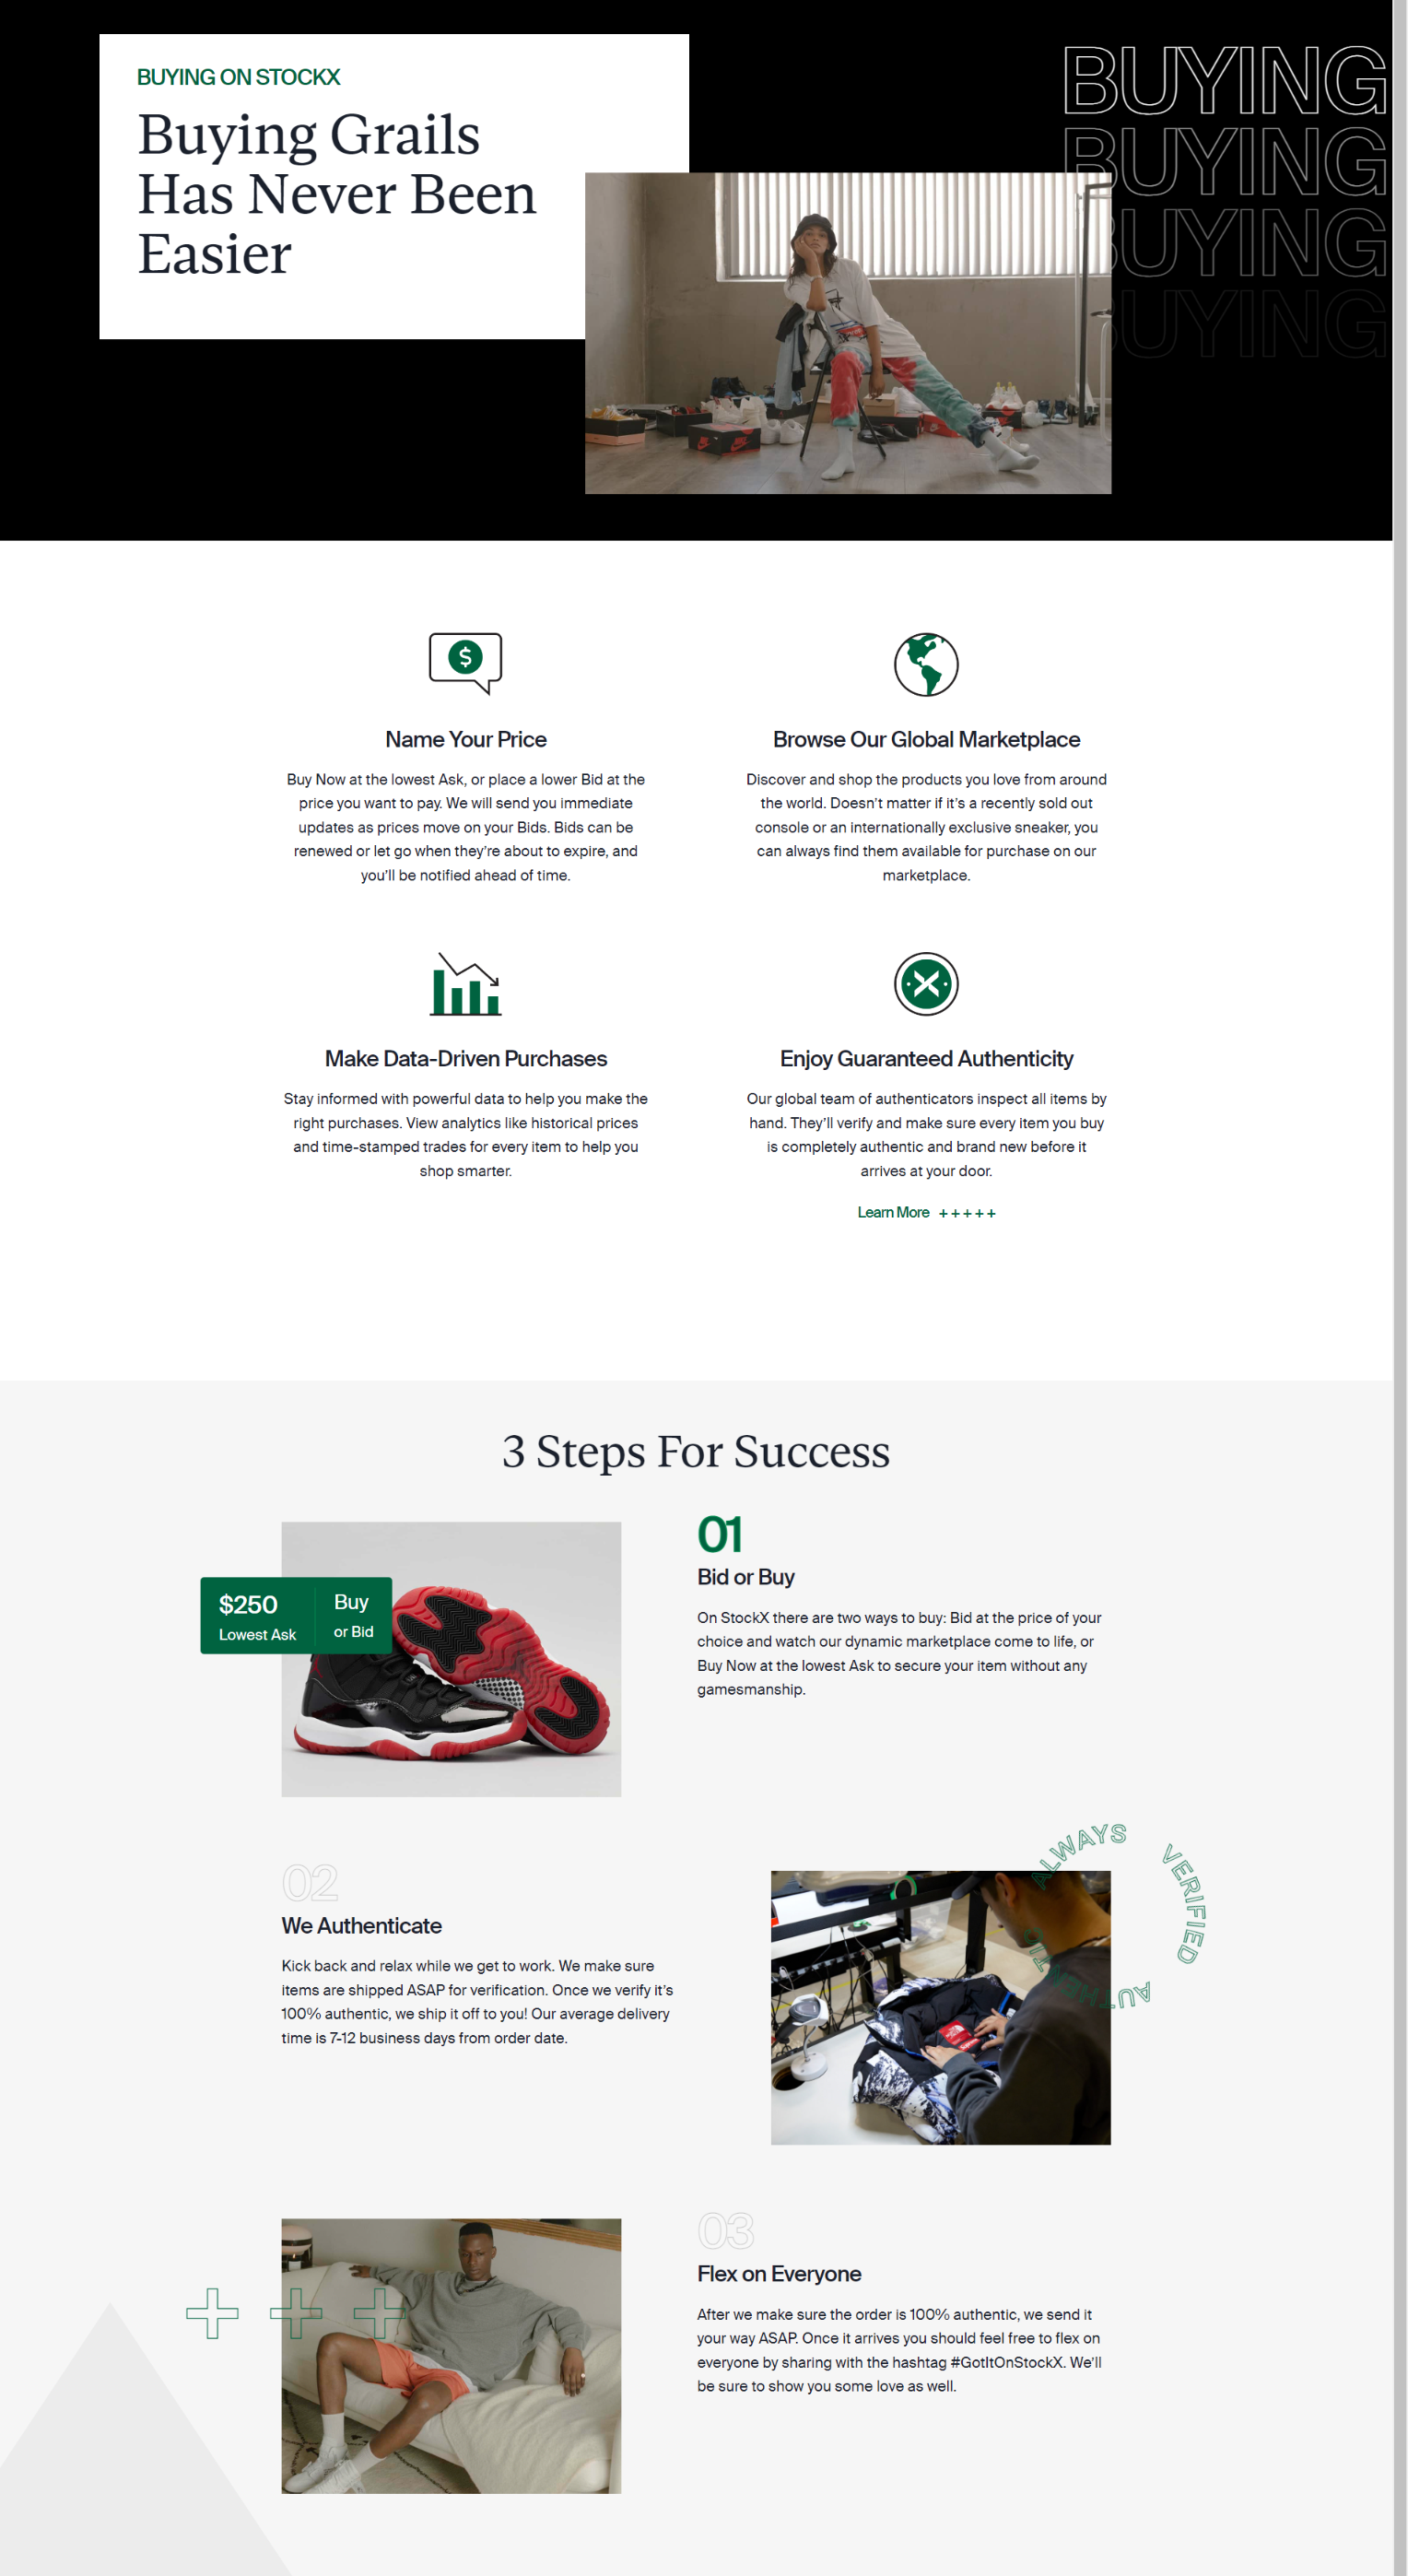 BUYING ON STOCKX
Buying Grails
Has Never Been
Easier
BUYING
BUYING
BUYING
BUYING
Name Your Price
Buy Now at the lowest Ask, or place a lower Bid at the
price you want to pay. We will send you immediate
updates as prices move on your Bids. Bids can be
renewed or let go when they’re about to expire, and
you’ll be notified ahead of time.
Browse Our Global Marketplace
Discover and shop the products you love from around
the world. Doesn’t matter if it’s a recently sold out
console or an internationally exclusive sneaker, you
can always find them available for purchase on our
marketplace.
Make Data-Driven Purchases
Stay informed with powerful data to help you make the
right purchases. View analytics like historical prices
and time-stamped trades for every item to help you
shop smarter.
Enjoy Guaranteed Authenticity
Our global team of authenticators inspect all items by
hand. They’ll verify and make sure every item you buy
is completely authentic and brand new before it
arrives at your door.
Learn More +++++
3 Steps For Success
$250
Lowest Ask
Buy
or Bid
01
Bid or Buy
On StockX there are two ways to buy: Bid at the price of your
choice and watch our dynamic marketplace come to life, or
Buy Now at the lowest Ask to secure your item without any
gamesmanship.
02
We Authenticate
Kick back and relax while we get to work. We make sure
items are shipped ASAP for verification. Once we verify it’s
100% authentic, we ship it off to you! Our average delivery
time is 7-12 business days from order date.
ALWAYS VERIFIED AUTHENTIC
03
Flex on Everyone
After we make sure the order is 100% authentic, we send it
your way ASAP. Once it arrives you should feel free to flex on
everyone by sharing with the hashtag #GotItOnStockX. We’ll
be sure to show you some love as well.